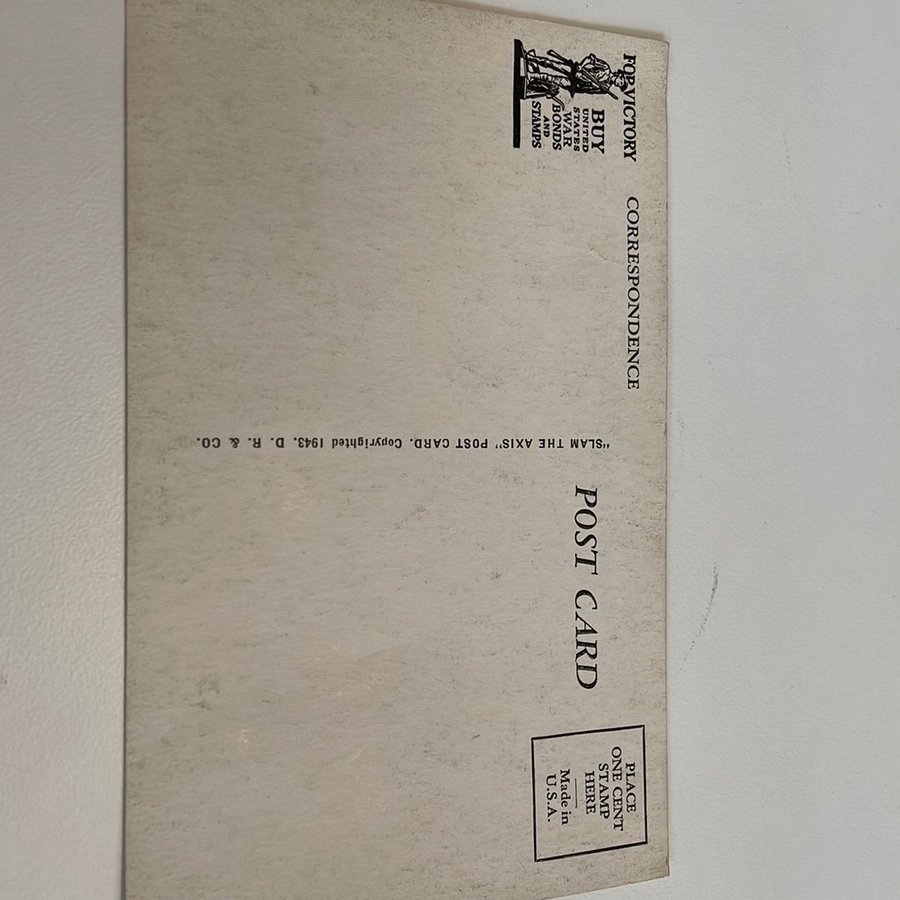 FOR VICTORY
BUY
UNITED
STATES
WAR
BONDS
AND
STAMPS
CORRESPONDENCE
"SLAM THE AXIS" POST CARD. Copyrighted 1943. D. R. & CO.
POST CARD
PLACE
ONE CENT
STAMP
HERE
Made in
U.S.A.